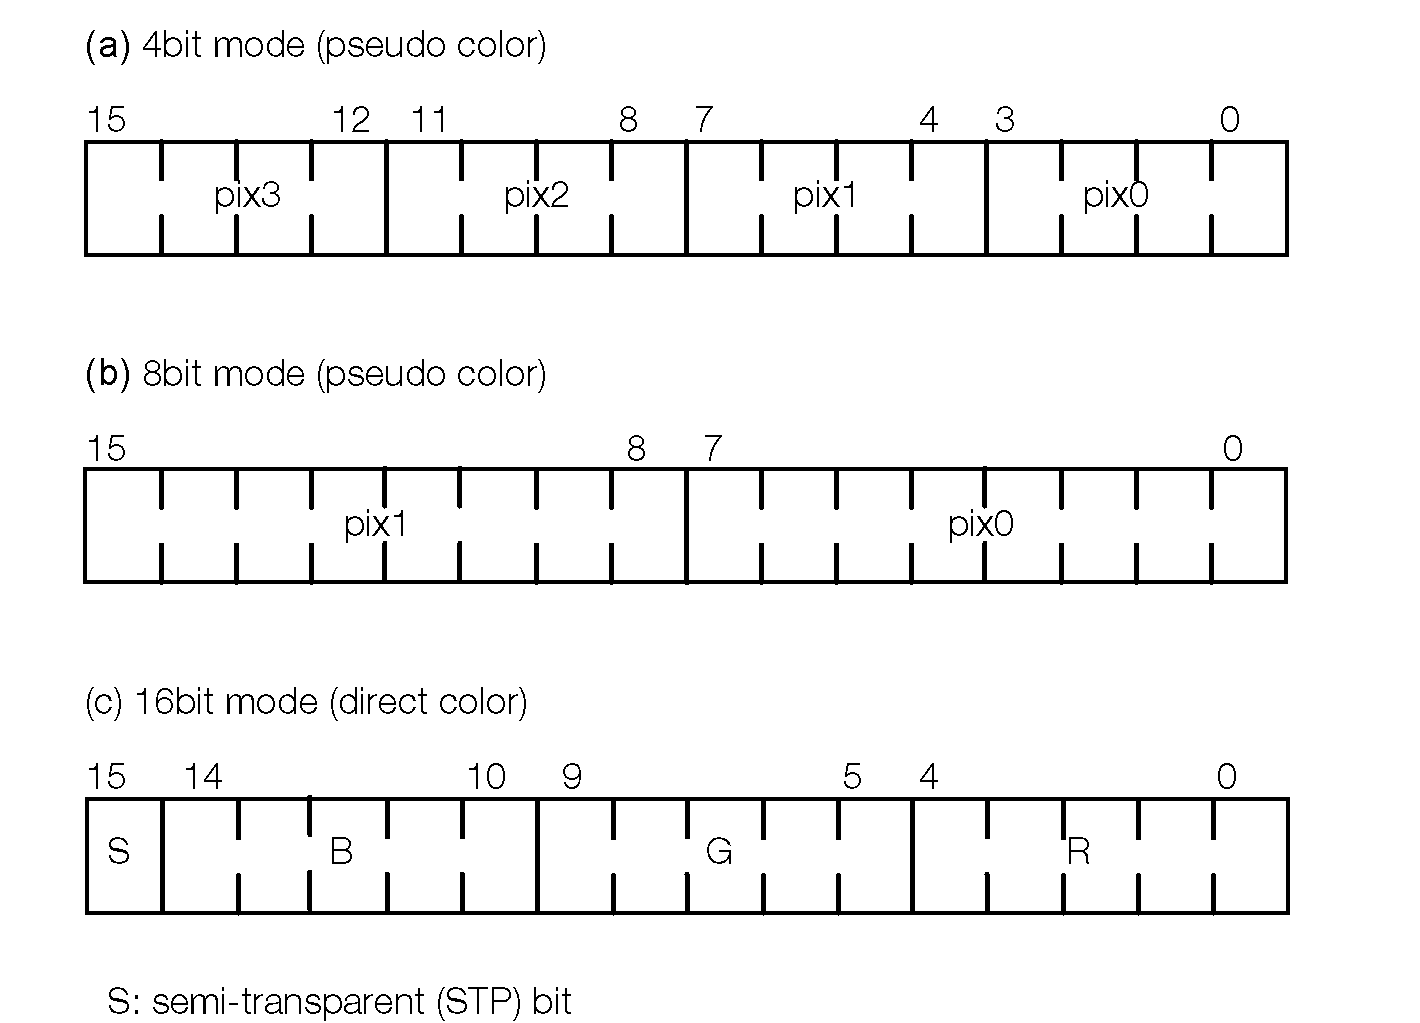 (a) 4bit mode (pseudo color)
15 12 11 8 7 4 3 0
pix3 pix2 pix1 pix0
(b) 8bit mode (pseudo color)
15 8 7 0
pix1 pix0
(c) 16bit mode (direct color)
15 14 10 9 5 4 0
S B G R
S: semi-transparent (STP) bit